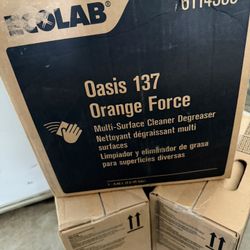 ECOLAB
Oasis 137
Orange Force
Multi-Surface Cleaner Degreaser
Nettoyant dégraissant multi
surfaces
Limpiador y eliminador de grasa
para superficies diversas